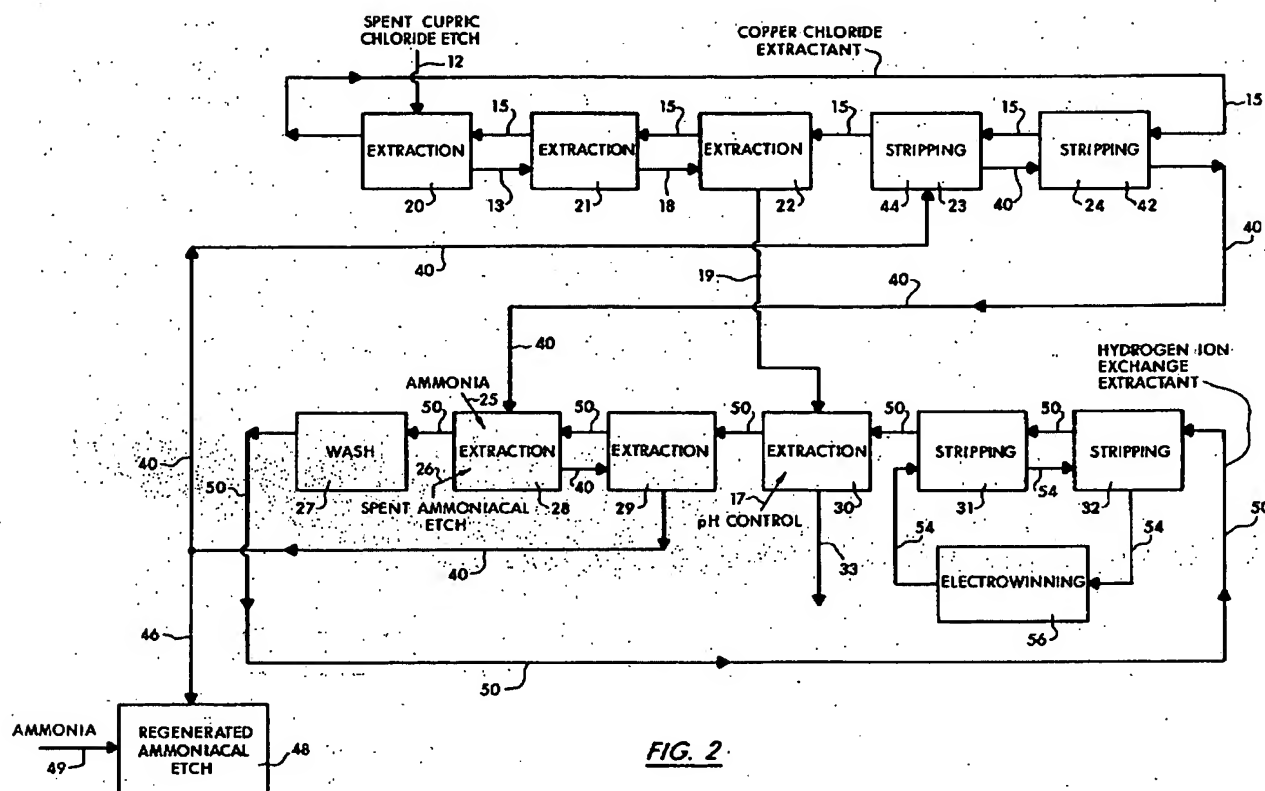 SPENT CUPRIC
CHLORIDE ETCH
12
COPPER CHLORIDE
EXTRACTANT
15
15
15
15
15
EXTRACTION
EXTRACTION
EXTRACTION
STRIPPING
STRIPPING
20
13
21
18
22
44
23
40
24
42
40
40
19
40
40
HYDROGEN ION
EXCHANGE
EXTRACTANT
AMMONIA
25
50
50
50
50
50
WASH
EXTRACTION
EXTRACTION
EXTRACTION
STRIPPING
STRIPPING
40
50
27
26
40
SPENT AMMONIACAL
ETCH
28
29
17
pH CONTROL
30
31
54
32
40
33
54
54
50
ELECTROWINNING
56
46
50
AMMONIA
49
REGENERATED
AMMONIACAL
ETCH
48
FIG. 2